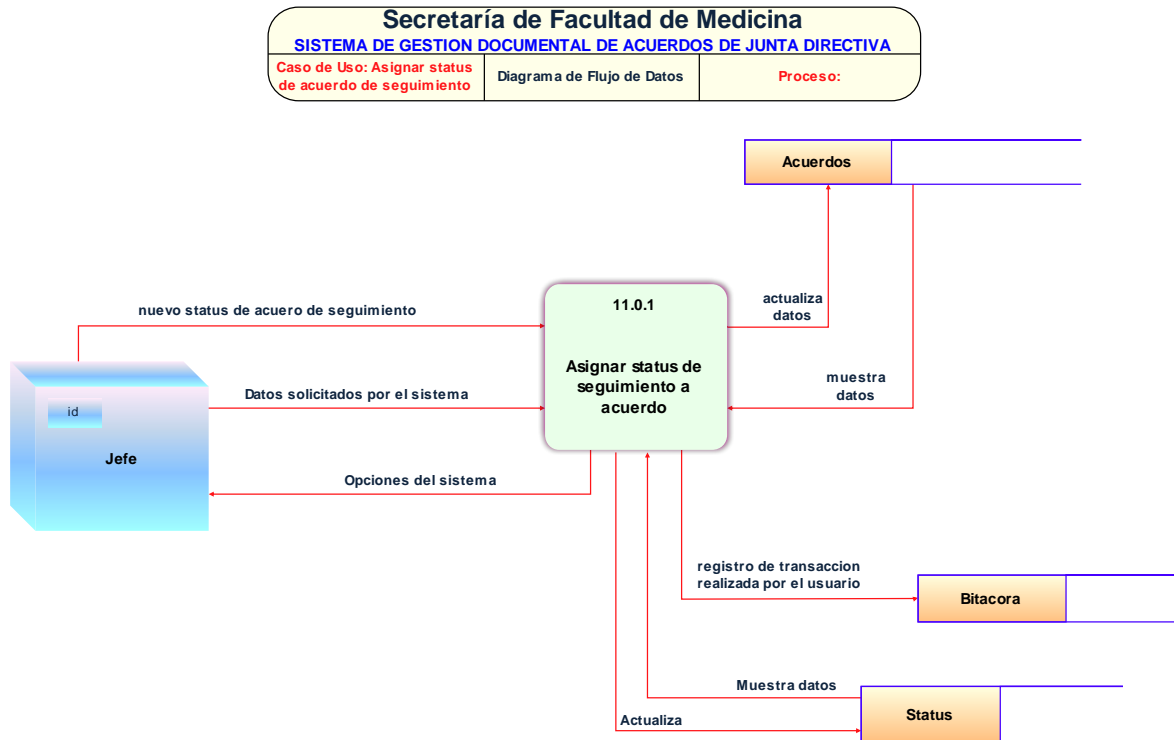 Secretaría de Facultad de Medicina
SISTEMA DE GESTION DOCUMENTAL DE ACUERDOS DE JUNTA DIRECTIVA
Caso de Uso: Asignar status
de acuerdo de seguimiento
Diagrama de Flujo de Datos
Proceso:
Acuerdos
nuevo status de acuero de seguimiento
11.0.1
actualiza
datos
Asignar status de
seguimiento a
acuerdo
muestra
datos
Datos solicitados por el sistema
id
Jefe
Opciones del sistema
registro de transaccion
realizada por el usuario
Bitacora
Muestra datos
Status
Actualiza